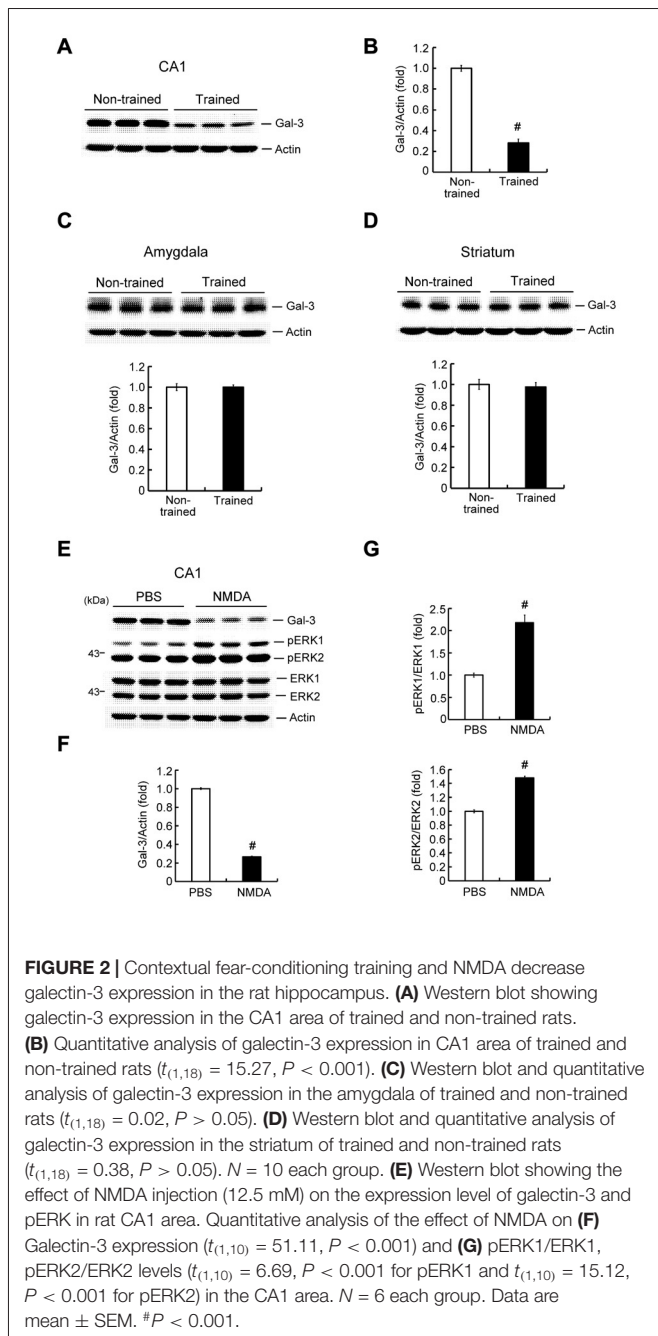 A
CA1
Non-trained Trained
Gal-3
Actin
B
Gal-3/Actin (fold)
1.2
1.0
0.8
0.6
0.4
0.2
0
#
Non-
trained
Trained
C
Amygdala
Non-trained Trained
Gal-3
Actin
Gal-3/Actin (fold)
1.2
1.0
0.8
0.6
0.4
0.2
0
Non-
trained
Trained
D
Striatum
Non-trained Trained
Gal-3
Actin
Gal-3/Actin (fold)
1.2
1.0
0.8
0.6
0.4
0.2
0
Non-
trained
Trained
E
CA1
(kDa) PBS NMDA
Gal-3
pERK1
43
pERK2
ERK1
43
ERK2
Actin
F
Gal-3/Actin (fold)
1.2
1.0
0.8
0.6
0.4
0.2
0
#
PBS NMDA
G
pERK1/ERK1 (fold)
2.5
2.0
1.5
1.0
0.5
0
#
PBS NMDA
pERK2/ERK2 (fold)
1.6
1.4
1.2
1.0
0.8
0.6
0.4
0.2
0
#
PBS NMDA
FIGURE 2 | Contextual fear-conditioning training and NMDA decrease
galectin-3 expression in the rat hippocampus. (A) Western blot showing
galectin-3 expression in the CA1 area of trained and non-trained rats.
(B) Quantitative analysis of galectin-3 expression in CA1 area of trained and
non-trained rats (t(1,18) = 15.27, P < 0.001). (C) Western blot and quantitative
analysis of galectin-3 expression in the amygdala of trained and non-trained
rats (t(1,18) = 0.02, P > 0.05). (D) Western blot and quantitative analysis of
galectin-3 expression in the striatum of trained and non-trained rats
(t(1,18) = 0.38, P > 0.05). N = 10 each group. (E) Western blot showing the
effect of NMDA injection (12.5 mM) on the expression level of galectin-3 and
pERK in rat CA1 area. Quantitative analysis of the effect of NMDA on (F)
Galectin-3 expression (t(1,10) = 51.11, P < 0.001) and (G) pERK1/ERK1,
pERK2/ERK2 levels (t(1,10) = 6.69, P < 0.001 for pERK1 and t(1,10) = 15.12,
P < 0.001 for pERK2) in the CA1 area. N = 6 each group. Data are
mean ± SEM. #P < 0.001.